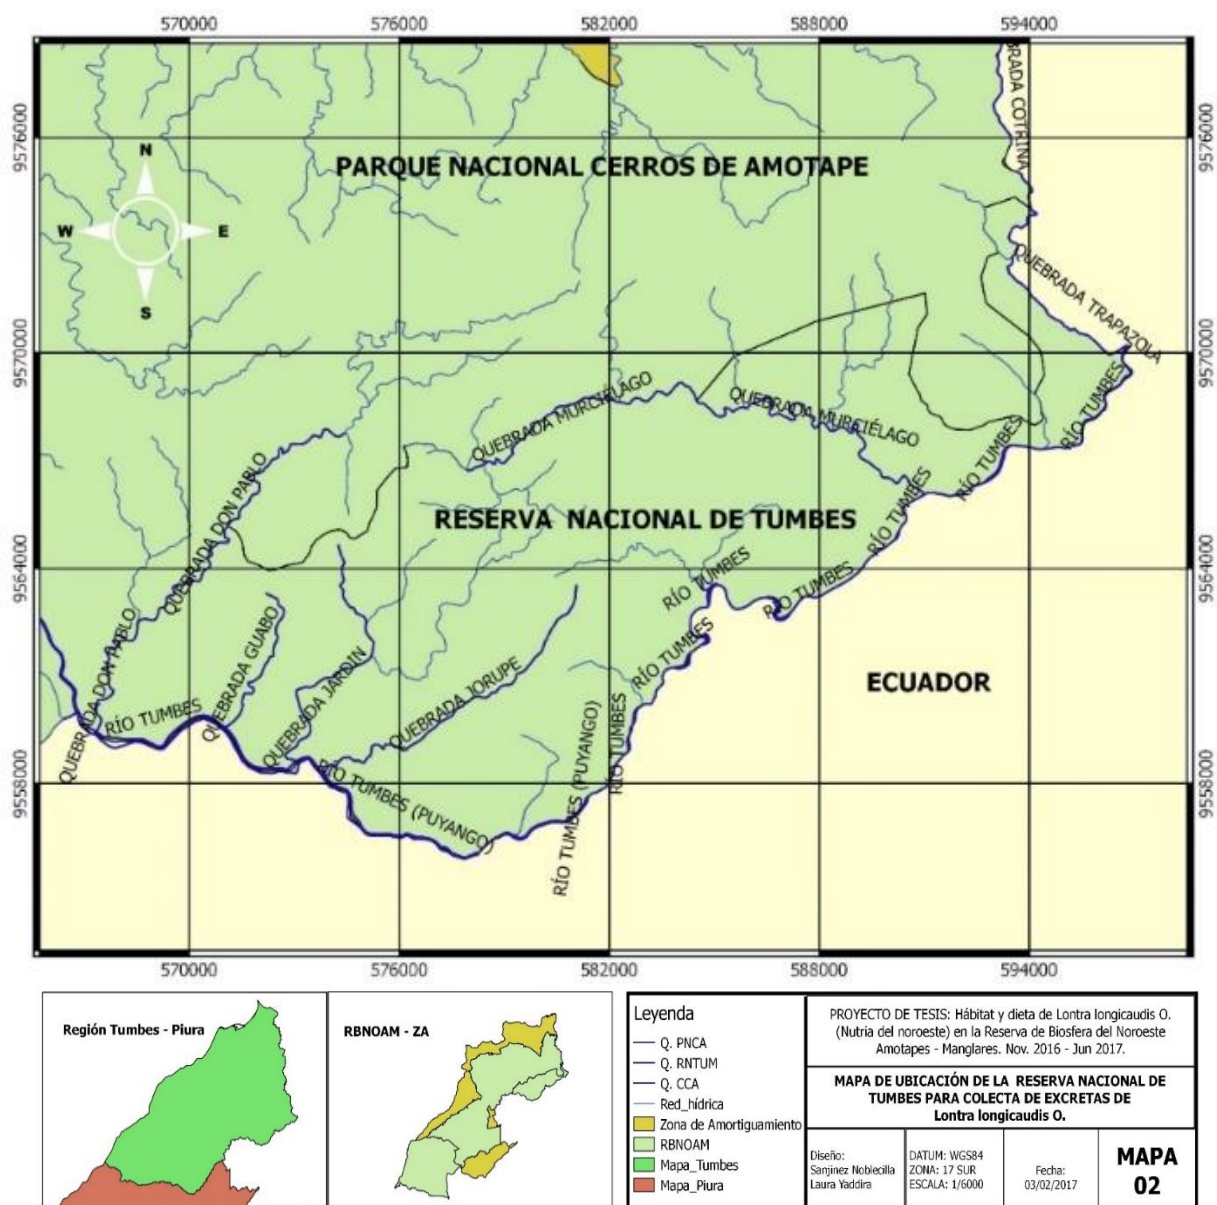 570000 576000 582000 588000 594000
9576000
9576000
BRADA COTRINA
PARQUE NACIONAL CERROS DE AMOTAPE
N
W E
S
QUEBRADA TRAPAZOLA
9570000
9570000
QUEBRADA MURCIÉLAGO
QUEBRADA MURCIÉLAGO
RÍO TUMBES
RÍO TUMBES
QUEBRADA DON PABLO
RÍO TUMBES
RESERVA NACIONAL DE TUMBES
9564000
9564000
RÍO TUMBES
RÍO TUMBES
QUEBRADA DON PABLO
QUEBRADA GUABO
QUEBRADA JARDIN
QUEBRADA JORUPE
RÍO TUMBES
ECUADOR
RÍO TUMBES
RÍO TUMBES
RÍO TUMBES (PUYANGO)
RÍO TUMBES (PUYANGO)
9558000
9558000
570000 576000 582000 588000 594000
Región Tumbes - Piura
RBNOAM - ZA
Leyenda
Q. PNCA
Q. RNTUM
Q. CCA
Red_hídrica
Zona de Amortiguamiento
RBNOAM
Mapa_Tumbes
Mapa_Piura
PROYECTO DE TESIS: Hábitat y dieta de Lontra longicaudis O.
(Nutria del noroeste) en la Reserva de Biosfera del Noroeste
Amotapes - Manglares. Nov. 2016 - Jun 2017.
MAPA DE UBICACIÓN DE LA RESERVA NACIONAL DE
TUMBES PARA COLECTA DE EXCRETAS DE
Lontra longicaudis O.
Diseño:
Sanjinez Noblecilla
Laura Yaddira
DATUM: WGS84
ZONA: 17 SUR
ESCALA: 1/6000
Fecha:
03/02/2017
MAPA
02